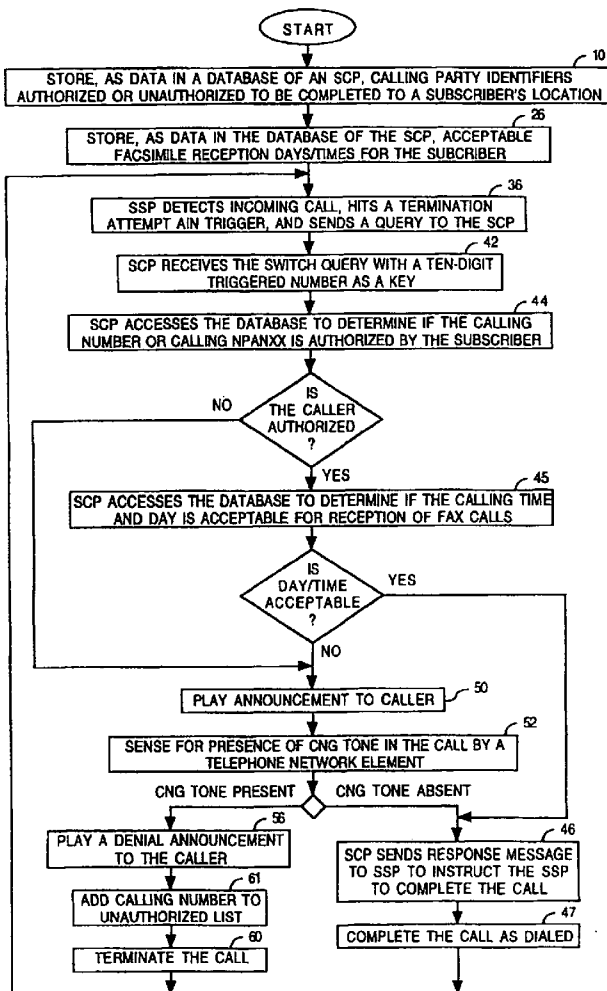 START
10
STORE, AS DATA IN A DATABASE OF AN SCP, CALLING PARTY IDENTIFIERS
AUTHORIZED OR UNAUTHORIZED TO BE COMPLETED TO A SUBSCRIBER'S LOCATION
26
STORE, AS DATA IN THE DATABASE OF THE SCP, ACCEPTABLE
FACSIMILE RECEPTION DAYS/TIMES FOR THE SUBCRIBER
36
SSP DETECTS INCOMING CALL, HITS A TERMINATION
ATTEMPT AIN TRIGGER, AND SENDS A QUERY TO THE SCP
42
SCP RECEIVES THE SWITCH QUERY WITH A TEN-DIGIT
TRIGGERED NUMBER AS A KEY
44
SCP ACCESSES THE DATABASE TO DETERMINE IF THE CALLING
NUMBER OR CALLING NPANXX IS AUTHORIZED BY THE SUBSCRIBER
NO
IS
THE CALLER
AUTHORIZED
?
YES
45
SCP ACCESSES THE DATABASE TO DETERMINE IF THE CALLING TIME
AND DAY IS ACCEPTABLE FOR RECEPTION OF FAX CALLS
IS
DAY/TIME
ACCEPTABLE
?
YES
NO
PLAY ANNOUNCEMENT TO CALLER
50
52
SENSE FOR PRESENCE OF CNG TONE IN THE CALL BY A
TELEPHONE NETWORK ELEMENT
CNG TONE PRESENT
CNG TONE ABSENT
56
PLAY A DENIAL ANNOUNCEMENT
TO THE CALLER
61
ADD CALLING NUMBER TO
UNAUTHORIZED LIST
60
TERMINATE THE CALL
46
SCP SENDS RESPONSE MESSAGE
TO SSP TO INSTRUCT THE SSP
TO COMPLETE THE CALL
47
COMPLETE THE CALL AS DIALED